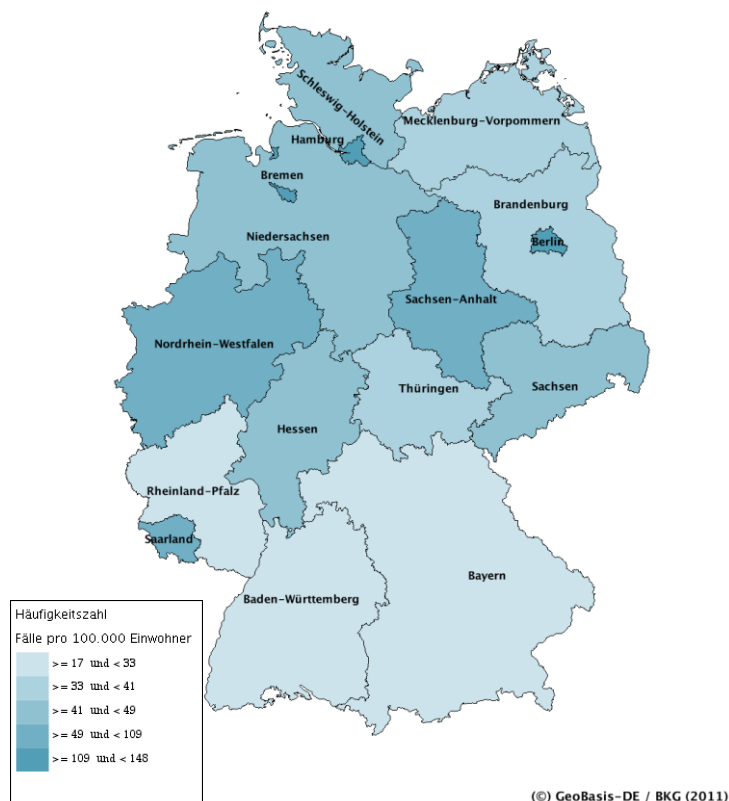 Schleswig-Holstein
Mecklenburg-Vorpommern
Hamburg
Bremen
Brandenburg
Niedersachsen
Berlin
Sachsen-Anhalt
Nordrhein-Westfalen
Thüringen
Sachsen
Hessen
Rheinland-Pfalz
Saarland
Bayern
Baden-Württemberg
Häufigkeitszahl
Fälle pro 100.000 Einwohner
>= 17 und < 33
>= 33 und < 41
>= 41 und < 49
>= 49 und < 109
>= 109 und < 148
(©) GeoBasis-DE / BKG (2011)